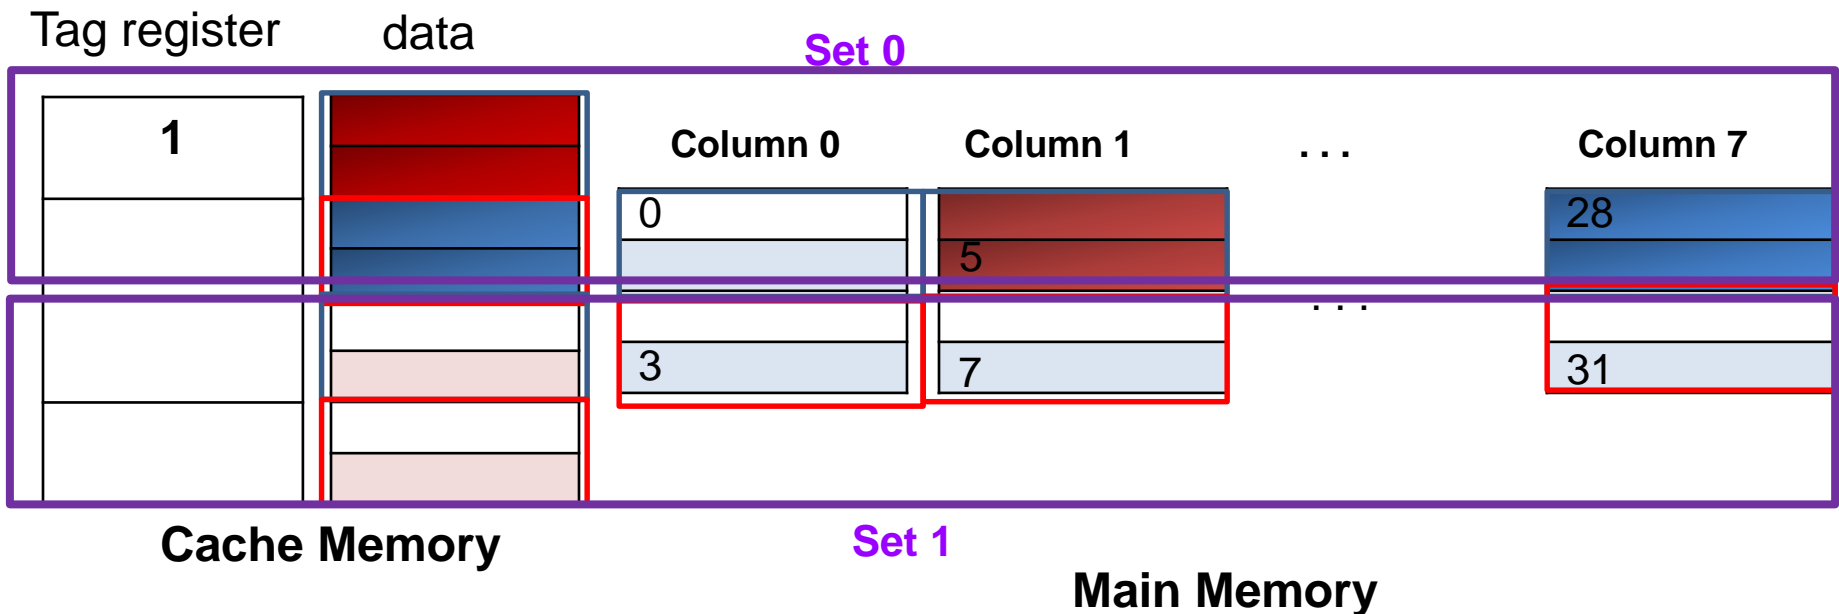 Tag register data
Set 0
1
Column 0 Column 1 . . . Column 7
0 28
5
. . .
3 7 31
Cache Memory
Set 1
Main Memory